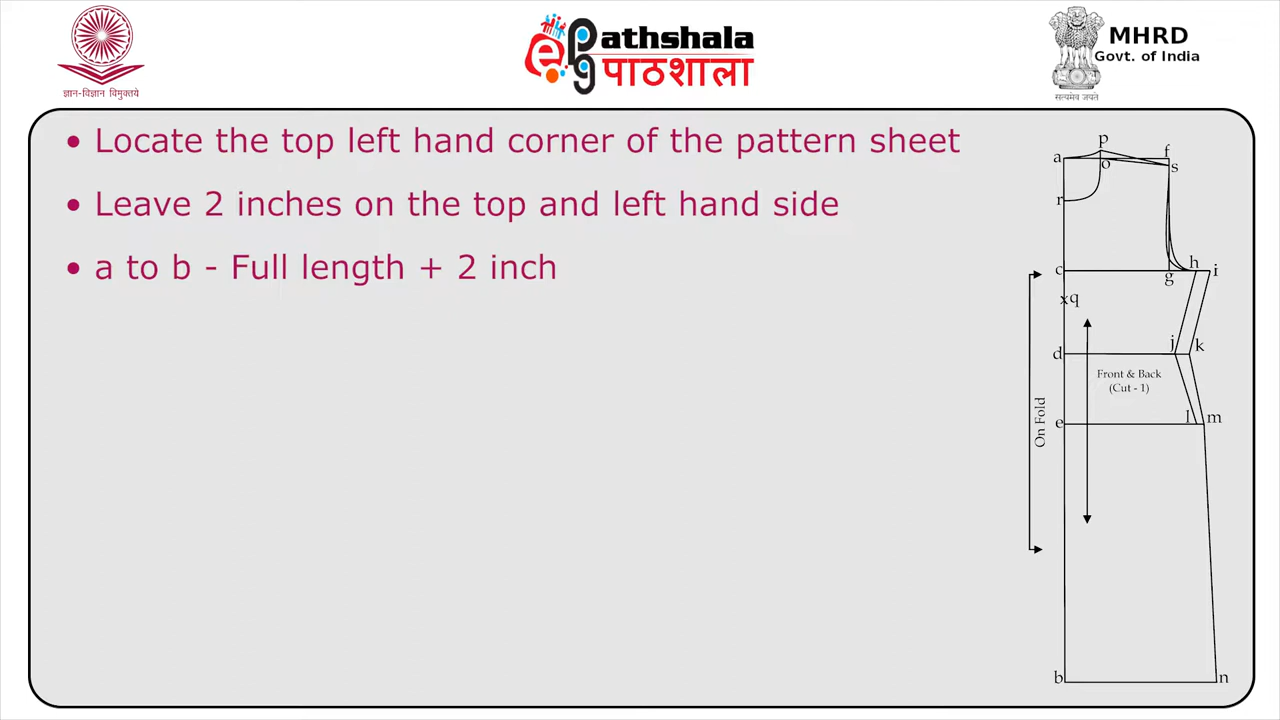 ज्ञान-विज्ञान विमुक्तये
e Pg Pathshala
पाठशाला
MHRD
Govt. of India
सत्यमेव जयते
• Locate the top left hand corner of the pattern sheet
• Leave 2 inches on the top and left hand side
• a to b - Full length + 2 inch
p
a f
o s
r
c g h i
xq
d j k
Front & Back
(Cut - 1)
On Fold
e l m
b n